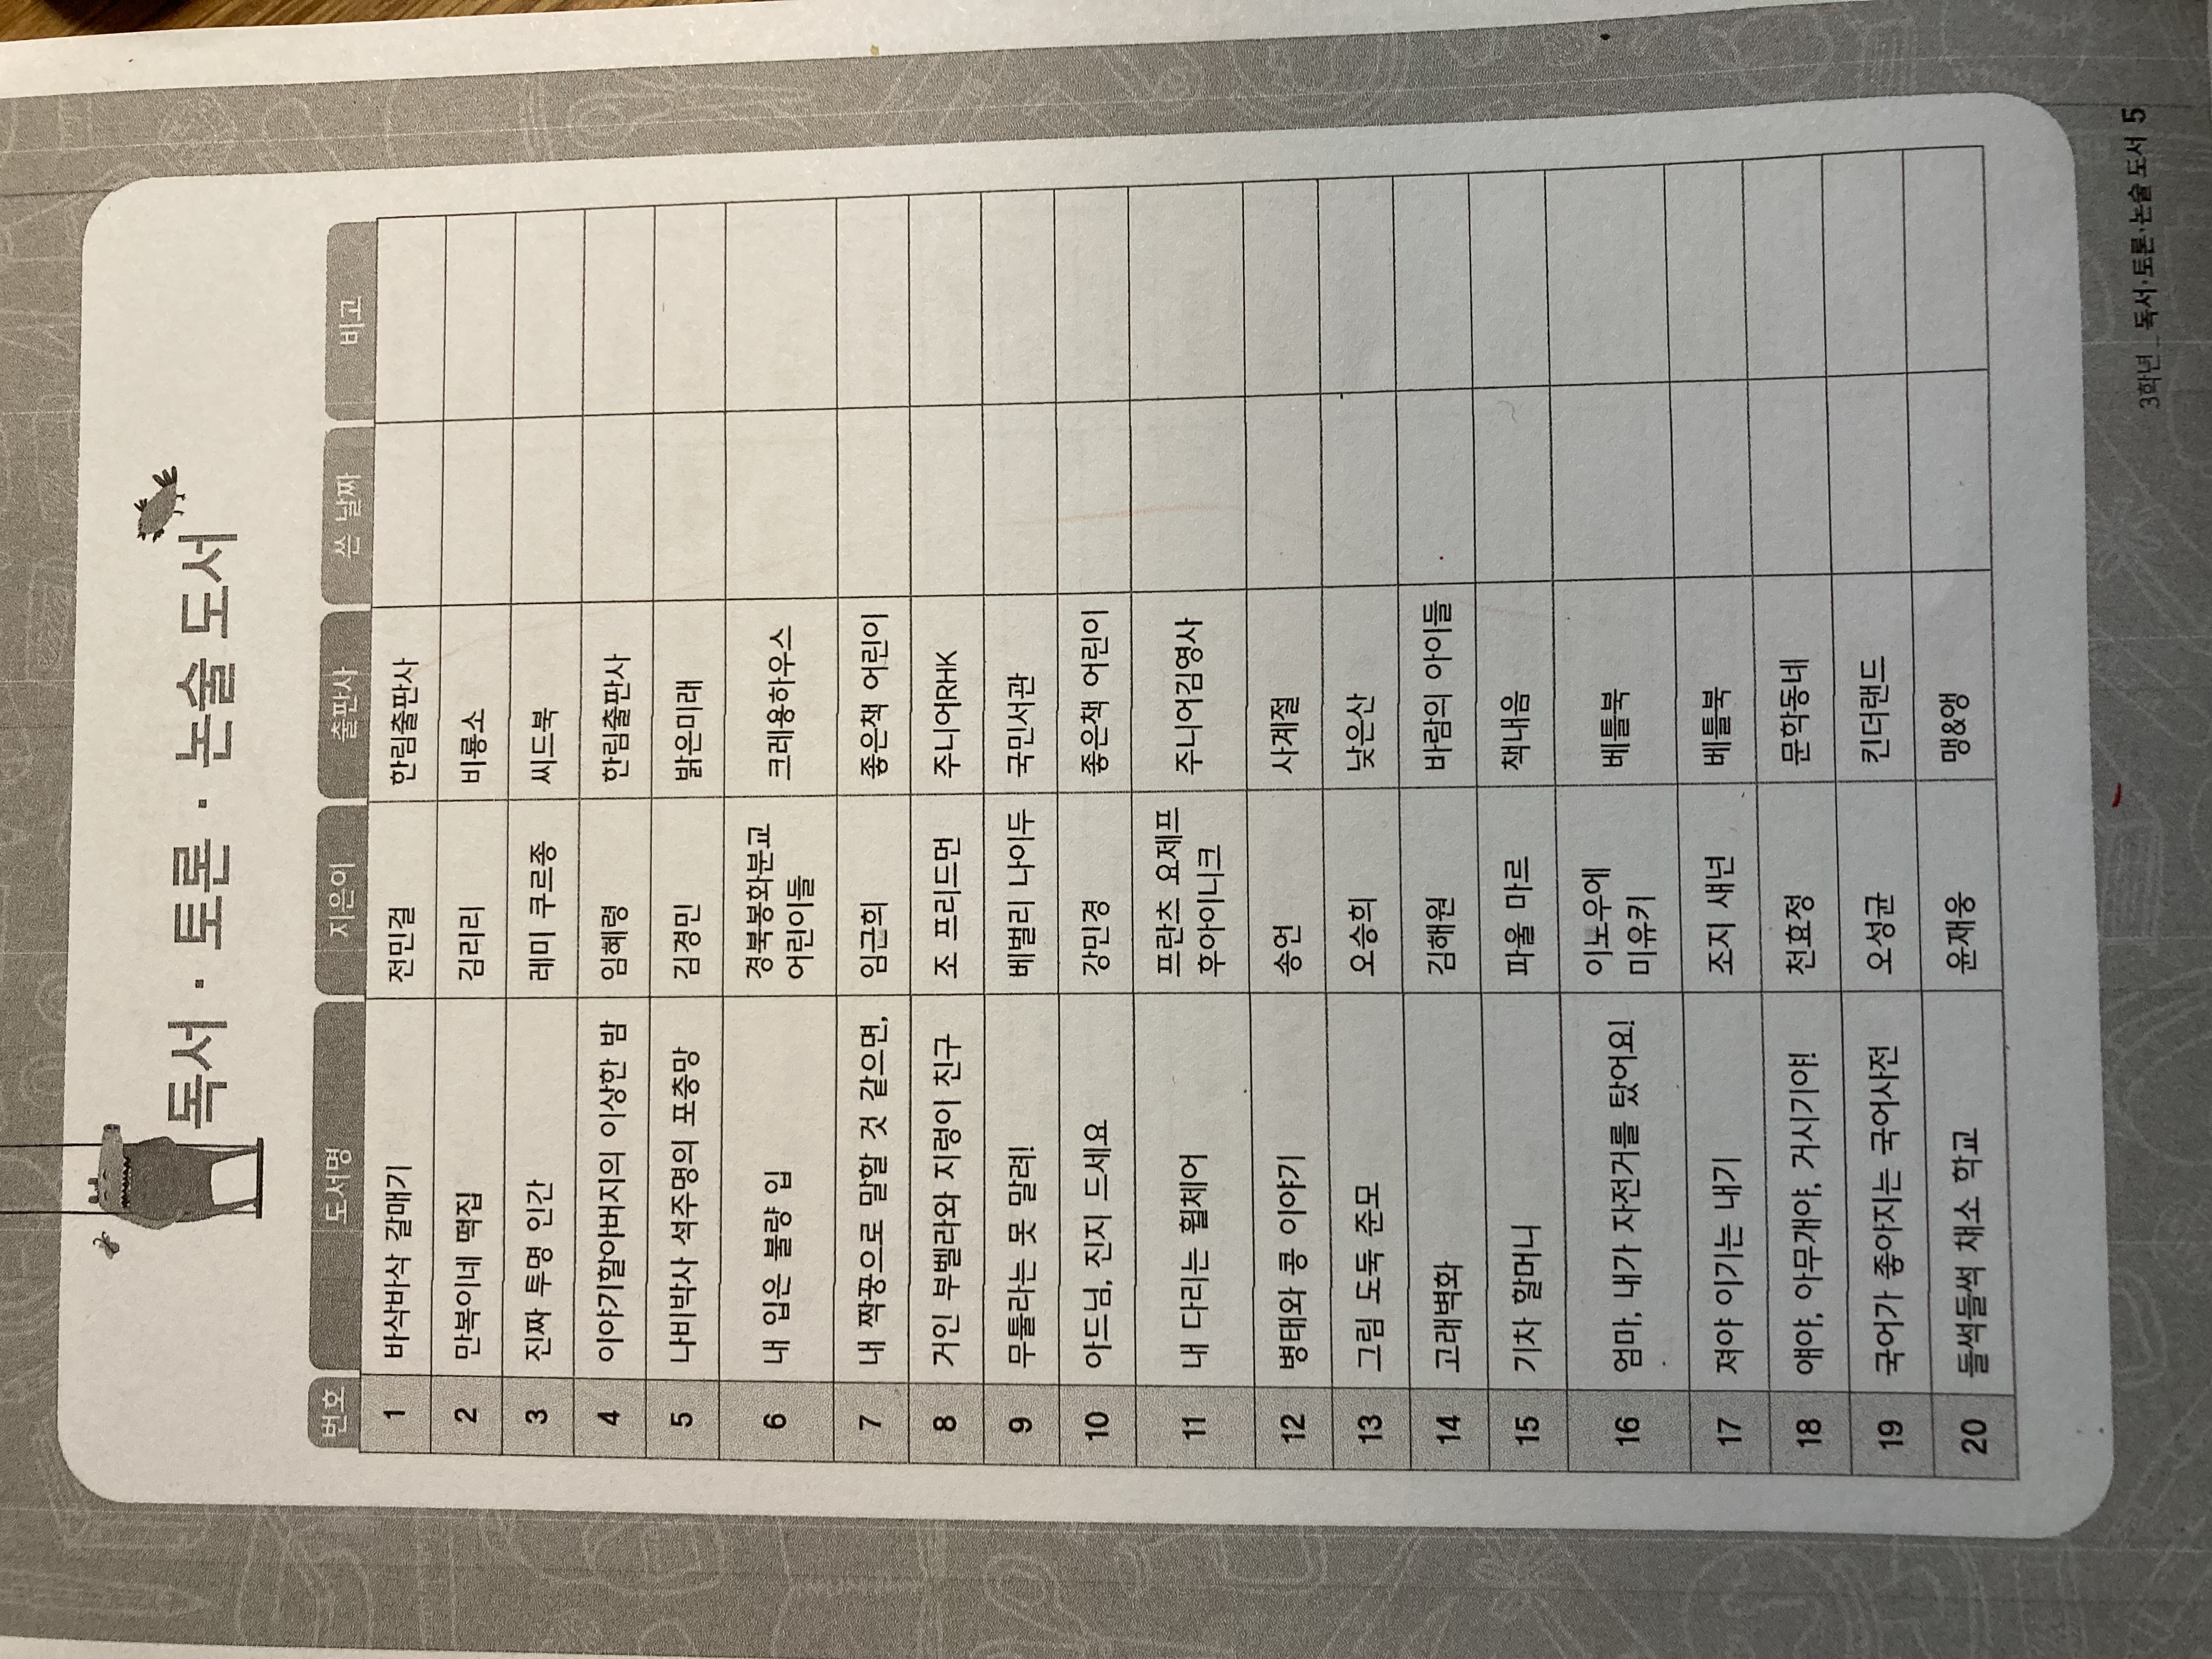 독서 · 토론 · 논술 도서
번호 도서명 지은이 출판사 쓴 날짜 비고
1 바삭바삭 갈매기 전민걸 한림출판사
2 만복이네 떡집 김리리 비룡소
3 진짜 투명 인간 레미 쿠르종 씨드북
4 이야기할아버지의 이상한 밤 임혜령 한림출판사
5 나비박사 석주명의 포충망 김경민 밝은미래
6 내 입은 불량 입 경북봉화분교 크레용하우스
어린이들
7 내 짝꿍으로 말할 것 같으면, 임근희 좋은책 어린이
8 거인 부벨라와 지렁이 친구 조 프리드먼 주니어RHK
9 무툴라는 못 말려! 베벌리 나이두 국민서관
10 아드님, 진지 드세요 강민경 좋은책 어린이
11 내 다리는 휠체어 프란츠 요제프 주니어김영사
후아이니크
12 병태와 콩 이야기 송언 사계절
13 그림 도둑 준모 오승희 낮은산
14 고래벽화 김해원 바람의 아이들
15 기차 할머니 파울 마르 책내음
16 엄마, 내가 자전거를 탔어요! 이노우에 베틀북
미유키
17 져야 이기는 내기 조지 섀넌 베틀북
18 얘야, 아무개야, 거시기야! 천효정 문학동네
19 국어가 좋아지는 국어사전 오성균 킨더랜드
20 들썩들썩 채소 학교 윤재웅 맹&앵
3학년 _ 독서·토론·논술 도서 5